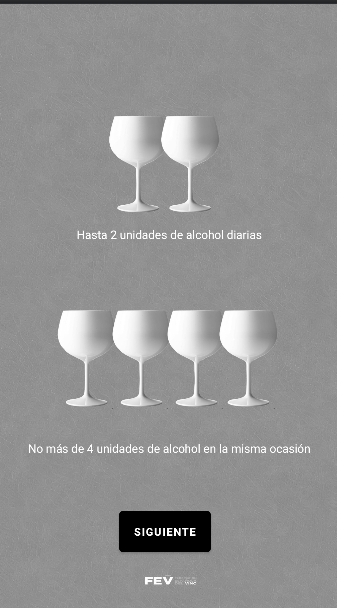 Hasta 2 unidades de alcohol diarias
No más de 4 unidades de alcohol en la misma ocasión
SIGUIENTE
FEV